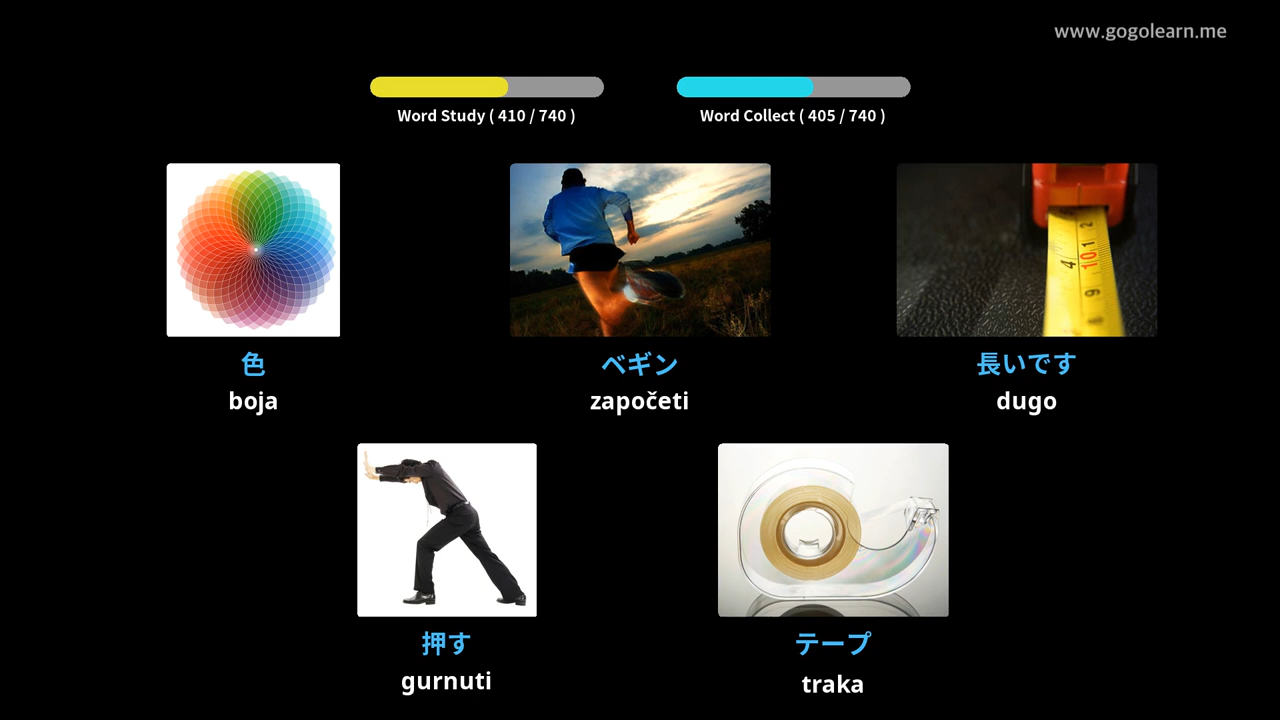 www.gogolearn.me
Word Study ( 410 / 740 )
Word Collect ( 405 / 740 )
色
boja
ベギン
započeti
長いです
dugo
押す
gurnuti
テープ
traka